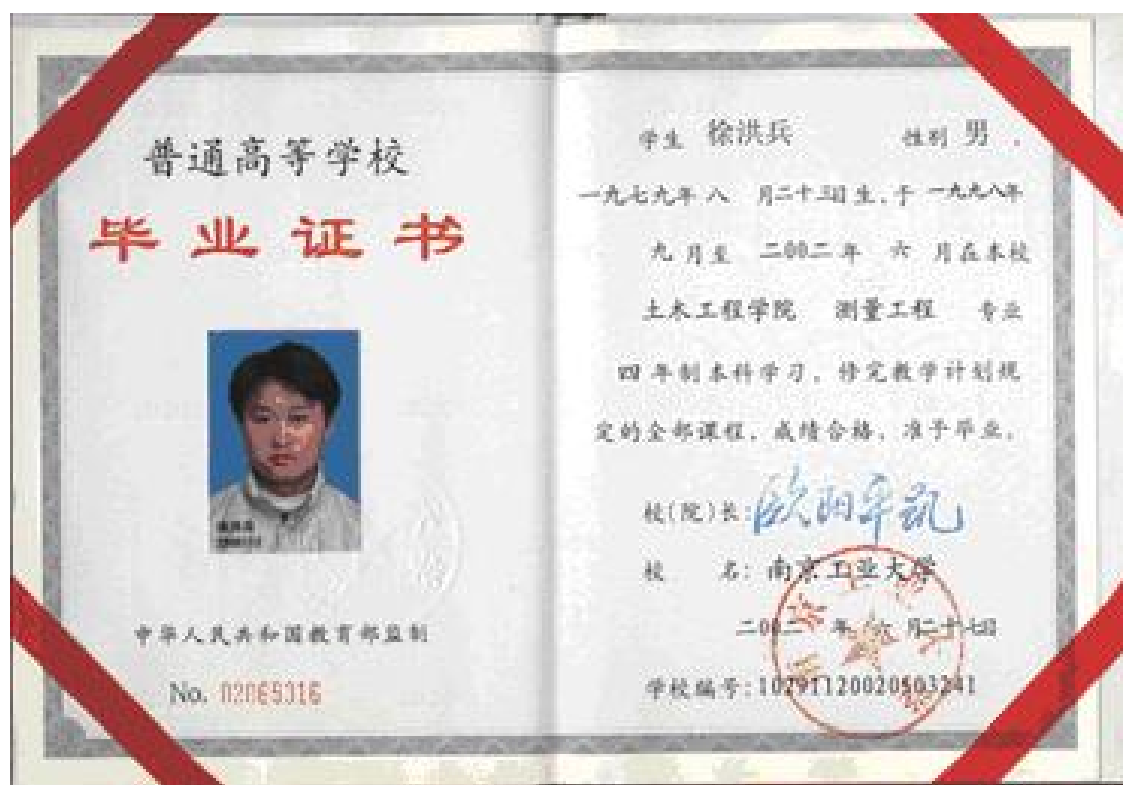 普通高等学校
毕业证书
中华人民共和国教育部监制
No. 02065316
学生 徐洪兵 性别 男 .
一九七九年 八 月二十三日生,于 一九九八年
九 月至 二00二 年 六 月在本校
土木工程学院 测量工程 专业
四 年制本科学习,修完教学计划规
定的全部课程,成绩合格,准予毕业。
校(院)长:欧阳平凯
校 名: 南京工业大学
二00二 年 六 月二十七日
学校编号:10291120020503241